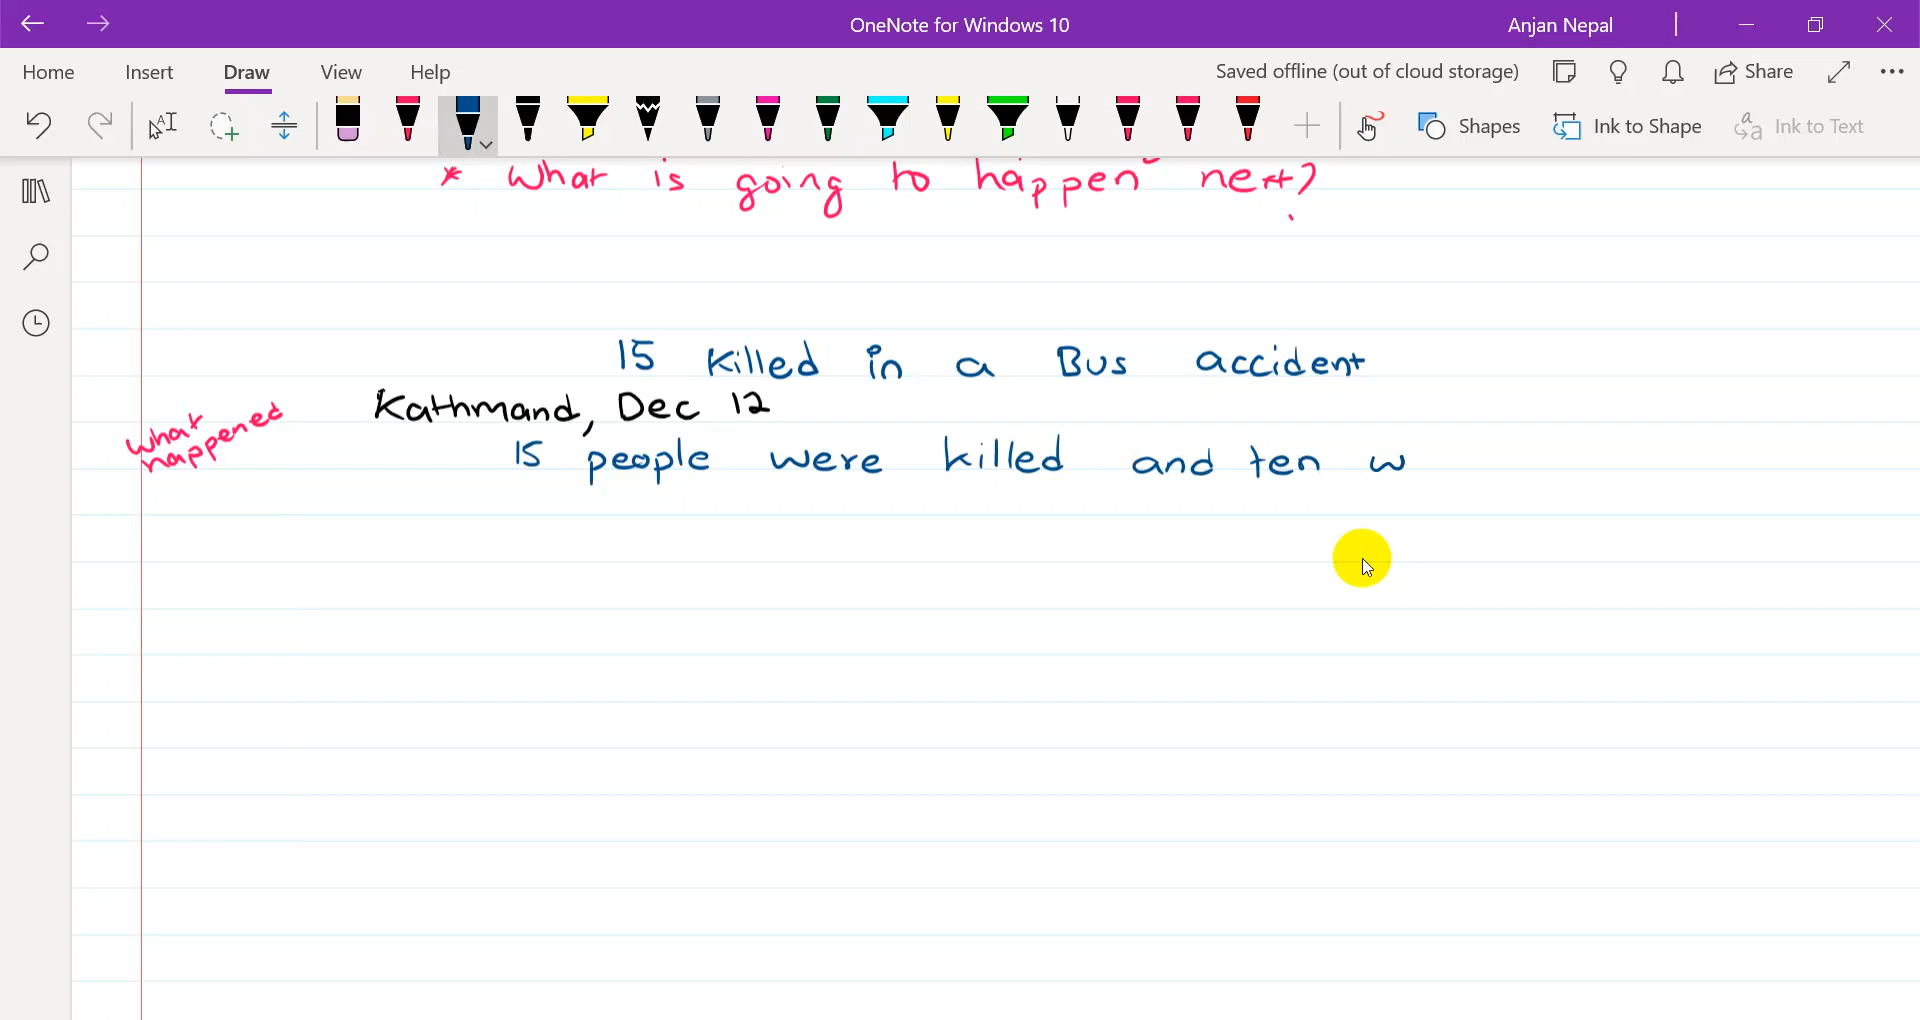 OneNote for Windows 10
Anjan Nepal
Home Insert Draw View Help
Saved offline (out of cloud storage)
Share
Shapes
Ink to Shape
Ink to Text
* What is going to happen next?
15 killed in a Bus accident
Kathmand, Dec 12
what
happened
15 people were killed and ten w